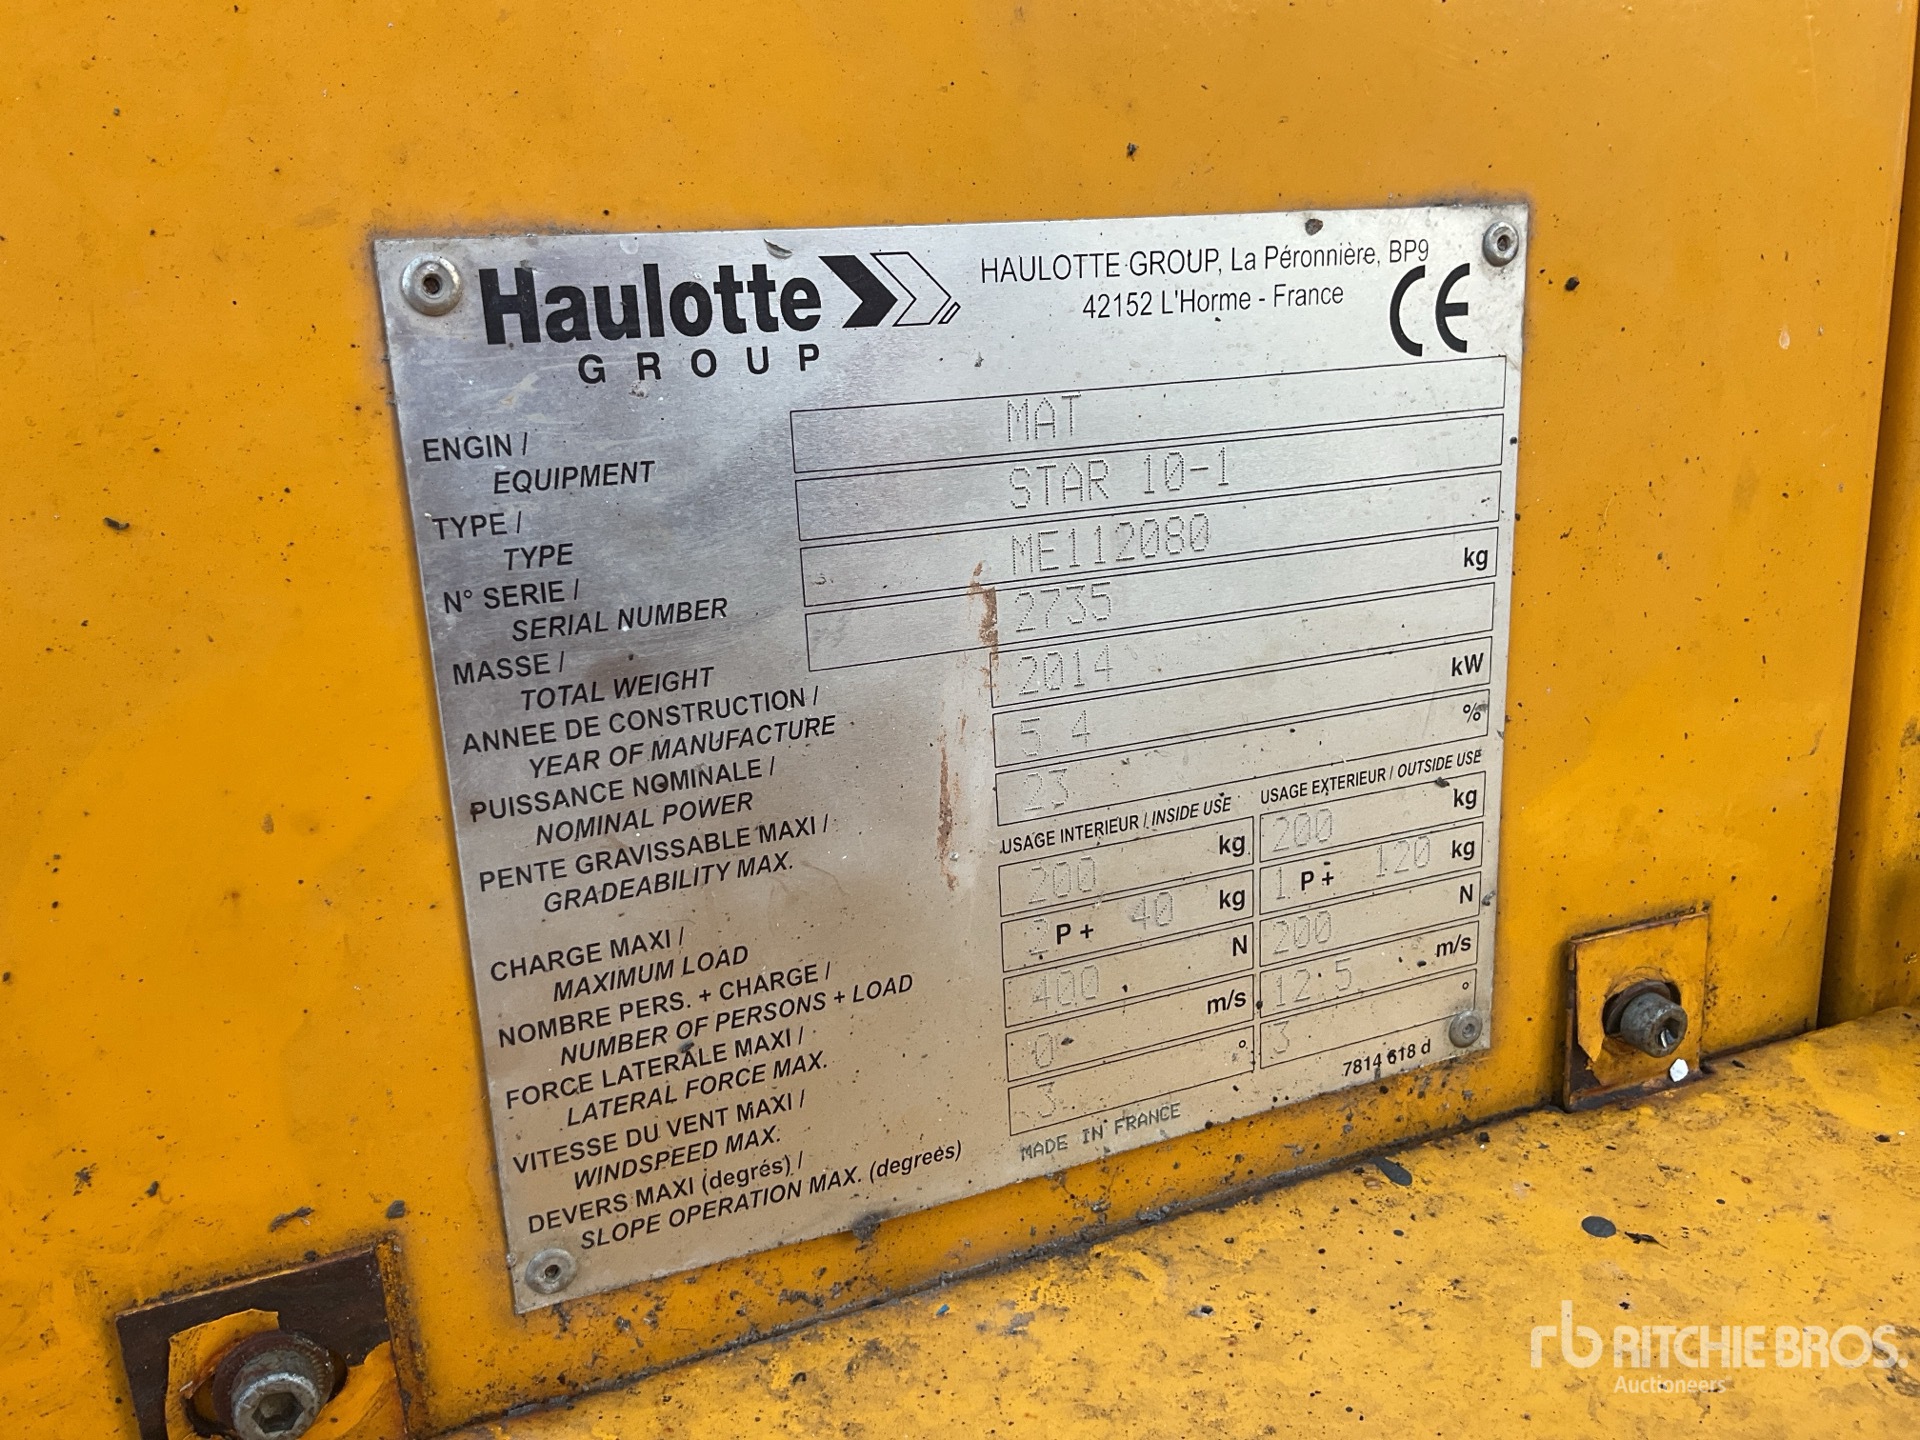 Haulotte
GROUP
HAULOTTE GROUP, La Péronnière, BP9
42152 L'Horme - France
CE
ENGIN /
EQUIPMENT
MAT
TYPE /
TYPE
STAR 10-1
N° SERIE /
SERIAL NUMBER
ME112080
MASSE /
TOTAL WEIGHT
2735 kg
ANNEE DE CONSTRUCTION /
YEAR OF MANUFACTURE
2014
PUISSANCE NOMINALE /
NOMINAL POWER
5.4 kW
PENTE GRAVISSABLE MAXI /
GRADEABILITY MAX.
23 %
USAGE INTERIEUR / INSIDE USE USAGE EXTERIEUR / OUTSIDE USE
CHARGE MAXI /
MAXIMUM LOAD
200 kg 200 kg
NOMBRE PERS. + CHARGE /
NUMBER OF PERSONS + LOAD
2 P + 40 kg 1 P + 120 kg
FORCE LATERALE MAXI /
LATERAL FORCE MAX.
400 N 200 N
VITESSE DU VENT MAXI /
WINDSPEED MAX.
0 m/s 12.5 m/s
DEVERS MAXI (degrés) /
SLOPE OPERATION MAX. (degrees)
3 ° 3 °
7814 618 d
MADE IN FRANCE
rb RITCHIE BROS.
Auctioneers